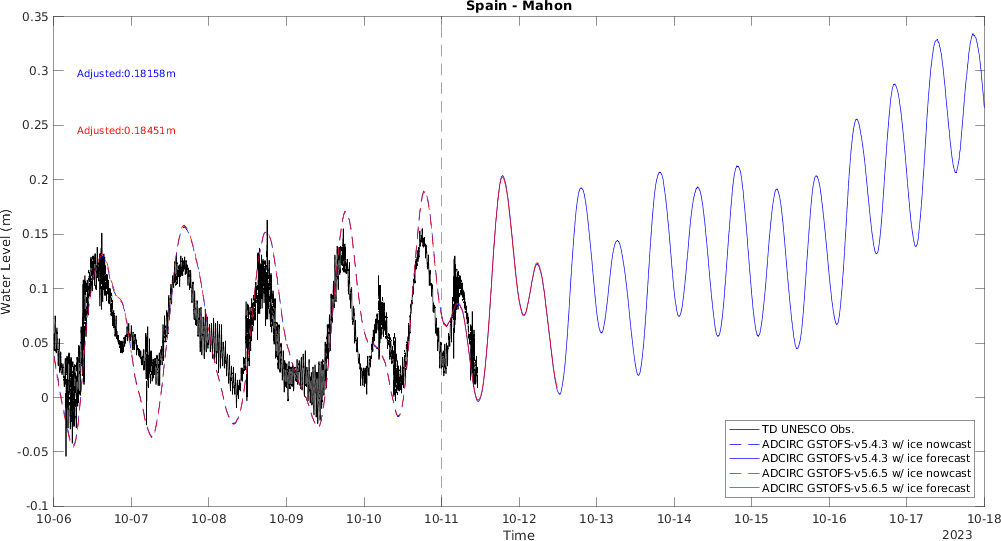 Spain - Mahon
0.35
0.3
0.25
0.2
0.15
0.1
0.05
0
-0.05
-0.1
Water Level (m)
Adjusted:0.18158m
Adjusted:0.18451m
TD UNESCO Obs.
ADCIRC GSTOFS-v5.4.3 w/ ice nowcast
ADCIRC GSTOFS-v5.4.3 w/ ice forecast
ADCIRC GSTOFS-v5.6.5 w/ ice nowcast
ADCIRC GSTOFS-v5.6.5 w/ ice forecast
10-06 10-07 10-08 10-09 10-10 10-11 10-12 10-13 10-14 10-15 10-16 10-17 10-18
Time
2023